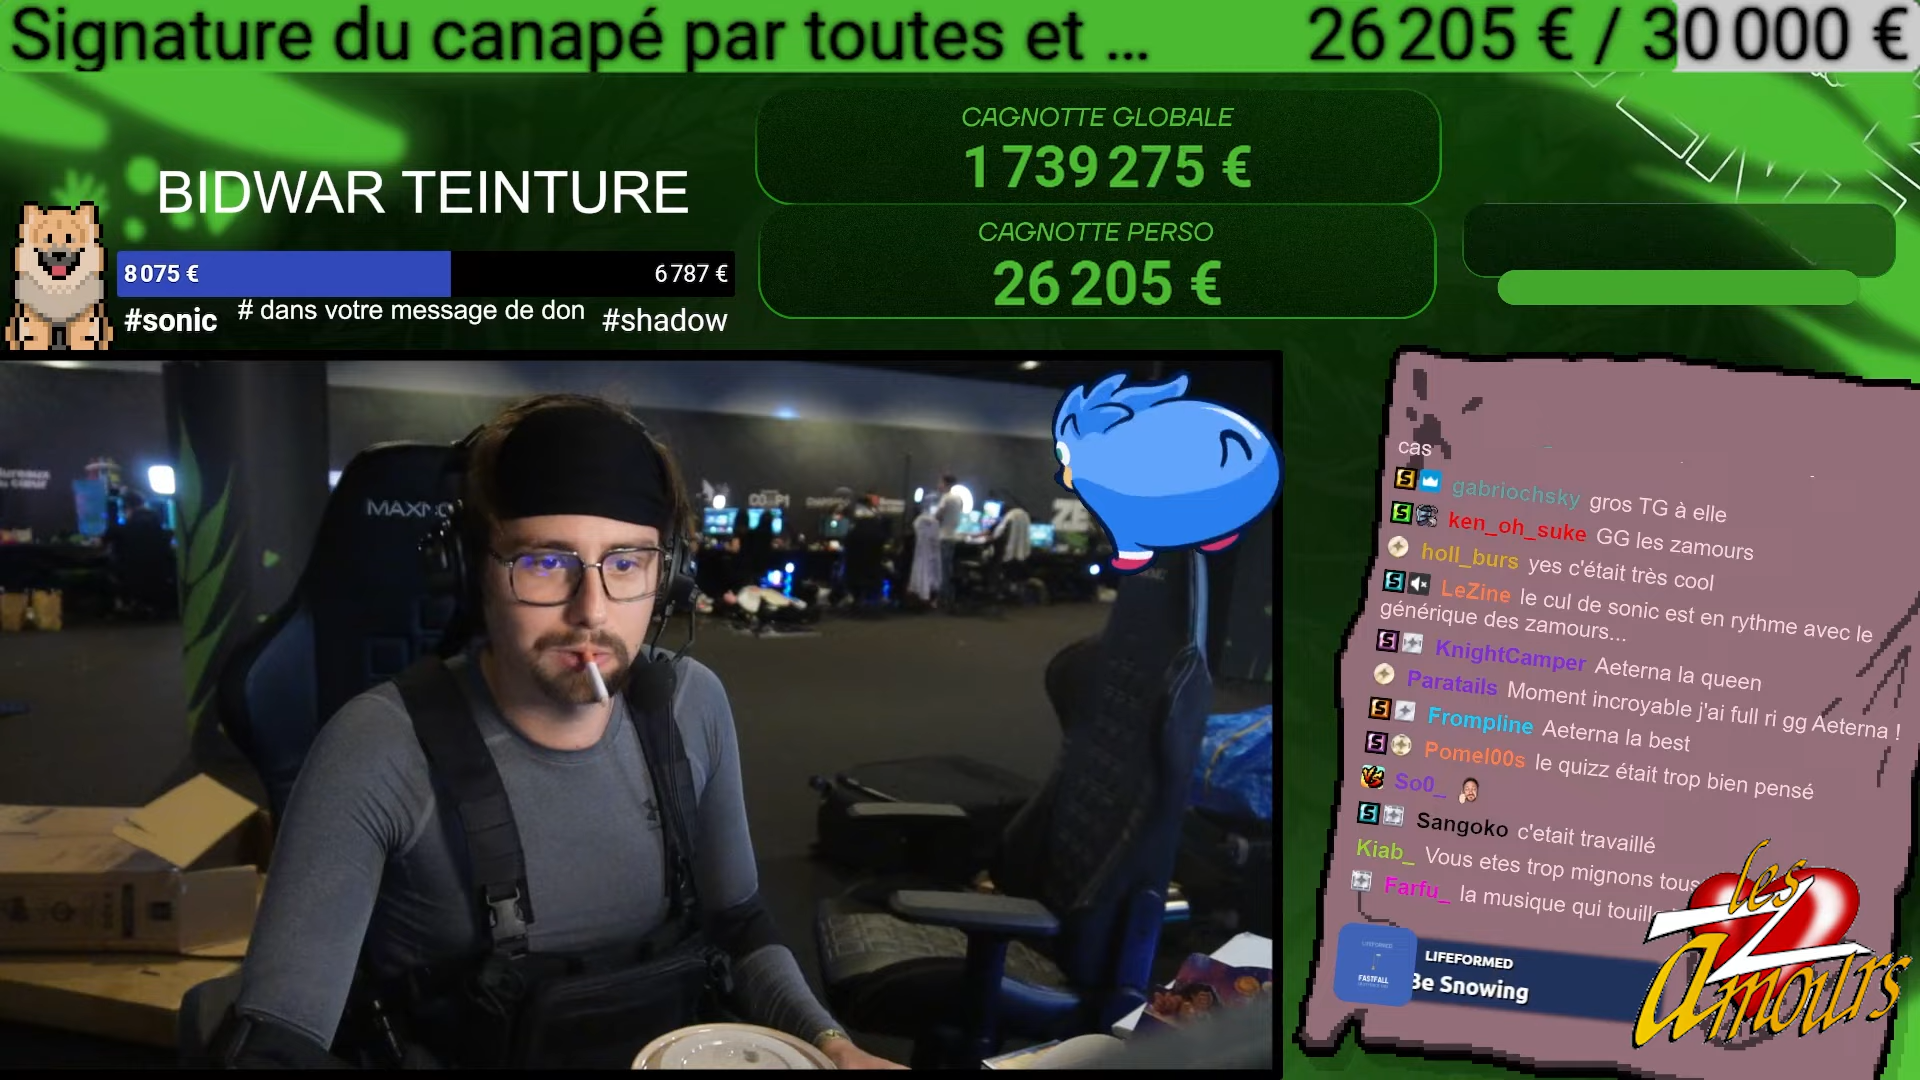 Signature du canapé par toutes et ...
26 205 € / 30 000 €
CAGNOTTE GLOBALE
1 739 275 €
BIDWAR TEINTURE
CAGNOTTE PERSO
26 205 €
8 075 €
6 787 €
#sonic
# dans votre message de don
#shadow
cas
gabriochsky gros TG à elle
ken_oh_suke GG les zamours
holl_burs yes c'était très cool
LeZine le cul de sonic est en rythme avec le
générique des zamours...
KnightCamper Aeterna la queen
Paratails Moment incroyable j'ai full ri gg Aeterna !
Frompline Aeterna la best
Pomel00s le quizz était trop bien pensé
So0_
Sangoko c'etait travaillé
Kiab_ Vous etes trop mignons tous
Farfu_ la musique qui touill
LIFEFORMED
Be Snowing
LIFEFORMED
FASTFALL
les
Z
amours
MAXN
ZE